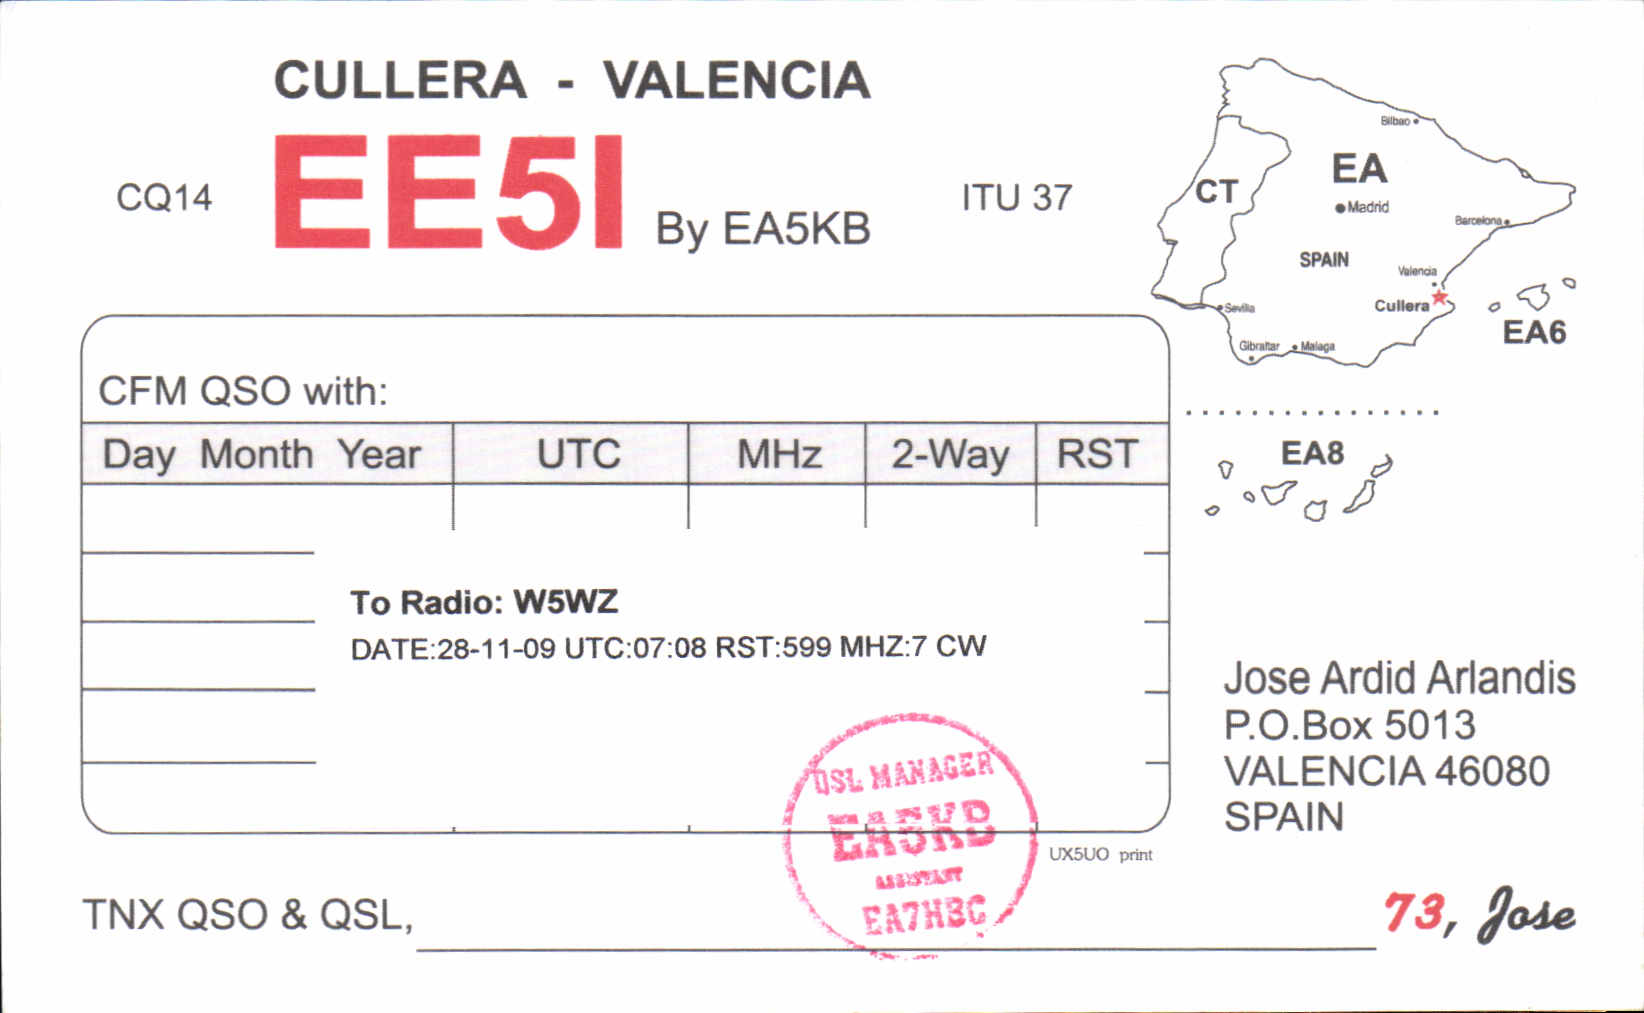 CULLERA - VALENCIA
CQ14
EE5I
By EA5KB
ITU 37
Bilbao
EA
CT
Madrid
Barcelona
SPAIN
Valencia
Cullera
Sevilla
EA6
Gibraltar
Malaga
EA8
CFM QSO with:
Day Month Year UTC MHz 2-Way RST
To Radio: W5WZ
DATE:28-11-09 UTC:07:08 RST:599 MHZ:7 CW
Jose Ardid Arlandis
P.O.Box 5013
VALENCIA 46080
SPAIN
QSL MANAGER
EA5KB
ASSISTANT
EA7HBC
UX5UO print
TNX QSO & QSL,
73, Jose